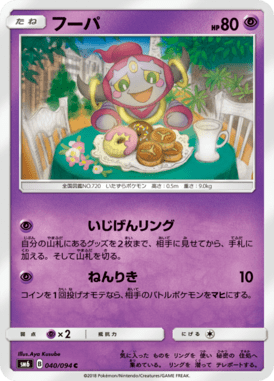 たね フーパ HP80
全国図鑑NO.720 いたずらポケモン 高さ:0.5m 重さ:9.0kg
いじげんリング
自分の山札にあるグッズを2枚まで、相手に見せてから、手札に
加える。そして山札を切る。
ねんりき 10
コインを1回投げオモテなら、相手のバトルポケモンをマヒにする。
弱点 ×2 抵抗力 にげる
Illus. Aya Kusube
SM6 040/094 C
気に入った ものを リングを 使い 秘密の 住処へ
集めている。 リングを 潜って テレポートする。
©2018 Pokémon/Nintendo/Creatures/GAME FREAK.